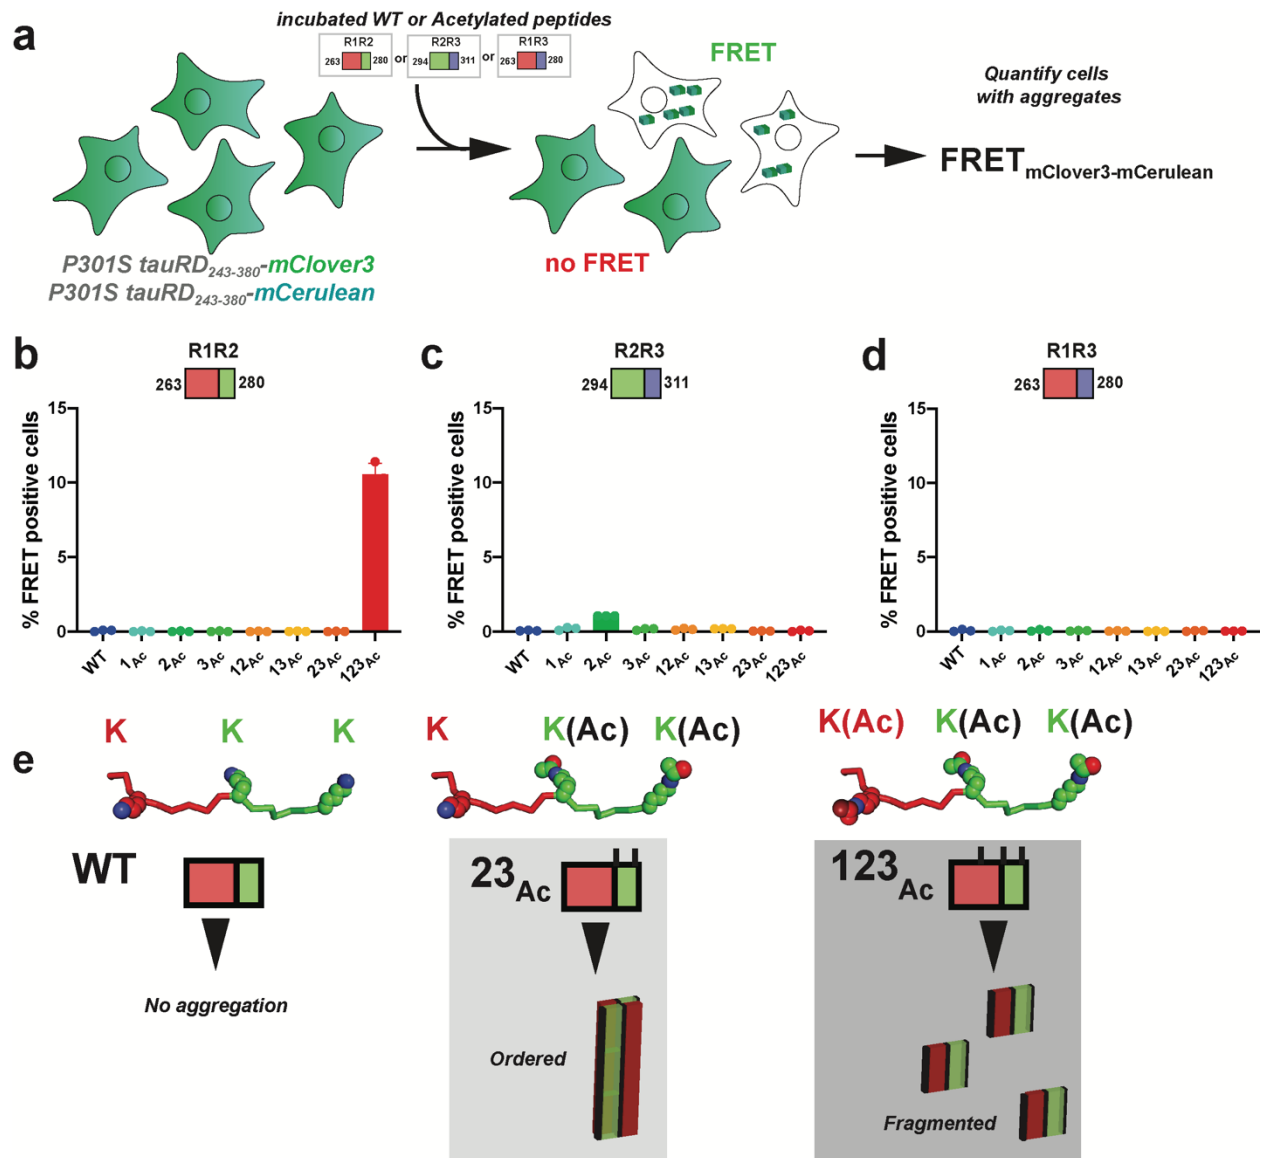 a
incubated WT or Acetylated peptides
R1R2 R2R3 R1R3
263 280 or 294 311 or 263 280
FRET
Quantify cells
with aggregates
FRET mClover3-mCerulean
no FRET
P301S tauRD243-380-mClover3
P301S tauRD243-380-mCerulean
b
R1R2
263 280
% FRET positive cells
15
10
5
0
WT 1Ac 2Ac 3Ac 12Ac 13Ac 23Ac 123Ac
c
R2R3
294 311
% FRET positive cells
15
10
5
0
WT 1Ac 2Ac 3Ac 12Ac 13Ac 23Ac 123Ac
d
R1R3
263 280
% FRET positive cells
15
10
5
0
WT 1Ac 2Ac 3Ac 12Ac 13Ac 23Ac 123Ac
e
K K K
K K(Ac) K(Ac)
K(Ac) K(Ac) K(Ac)
WT
No aggregation
23Ac
Ordered
123Ac
Fragmented